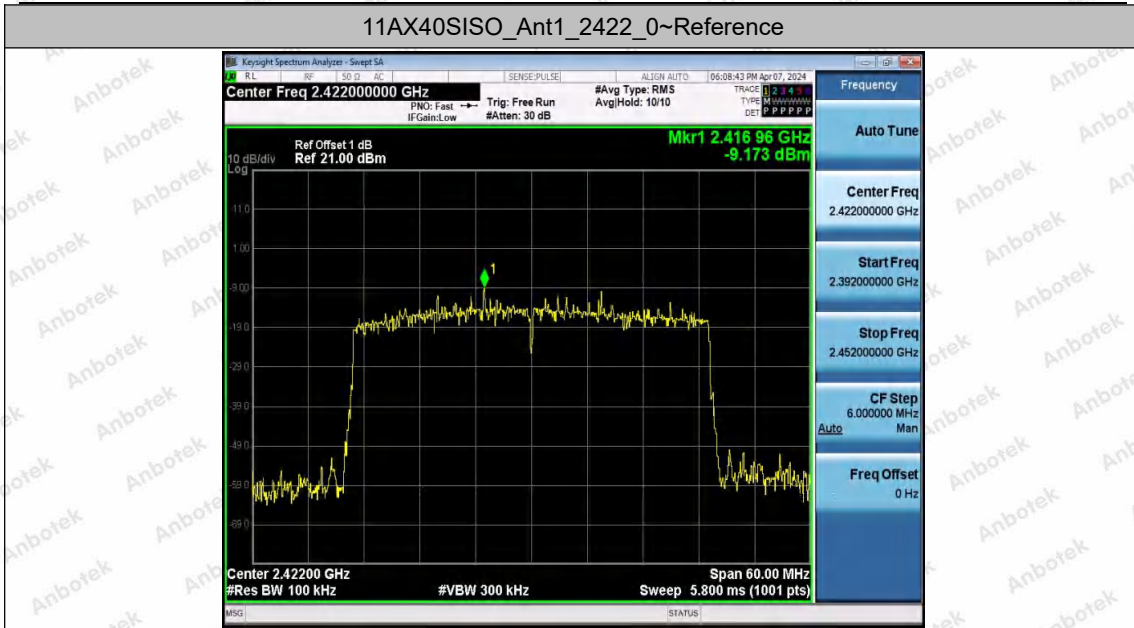 11AX40SISO_Ant1_2422_0~Reference
Keysight Spectrum Analyzer - Swept SA
RL RF 50 Ω AC SENSE:PULSE ALIGN AUTO 06:08:43 PM Apr 07, 2024
Center Freq 2.422000000 GHz
PNO: Fast
IFGain:Low
Trig: Free Run
#Atten: 30 dB
#Avg Type: RMS
Avg|Hold: 10/10
TRACE 1 2 3 4 5 6
TYPE M W W W W W
DET P P P P P P
Ref Offset 1 dB
Ref 21.00 dBm
10 dB/div
Log
Mkr1 2.416 96 GHz
-9.173 dBm
11.0
1.00
-9.00
-19.0
-29.0
-39.0
-49.0
-59.0
-69.0
1
Center 2.42200 GHz
Span 60.00 MHz
#Res BW 100 kHz
#VBW 300 kHz
Sweep 5.800 ms (1001 pts)
MSG
STATUS
Frequency
Auto Tune
Center Freq
2.422000000 GHz
Start Freq
2.392000000 GHz
Stop Freq
2.452000000 GHz
CF Step
6.000000 MHz
Auto Man
Freq Offset
0 Hz
Anbotek